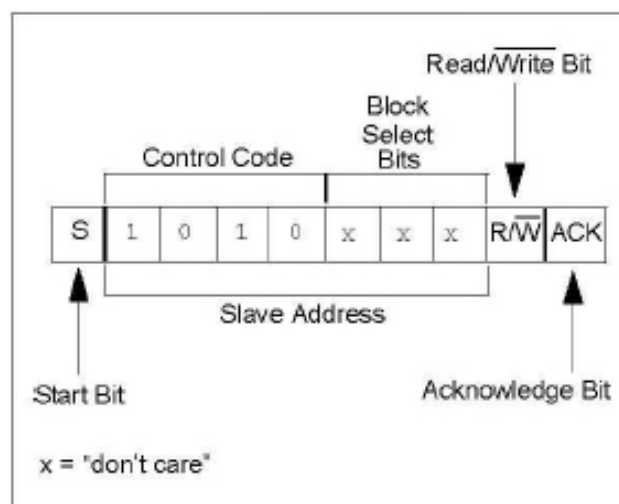 Read/Write Bit
Block
Select
Bits
Control Code
S 1 0 1 0 x x x R/W ACK
Slave Address
Start Bit
Acknowledge Bit
x = "don't care"